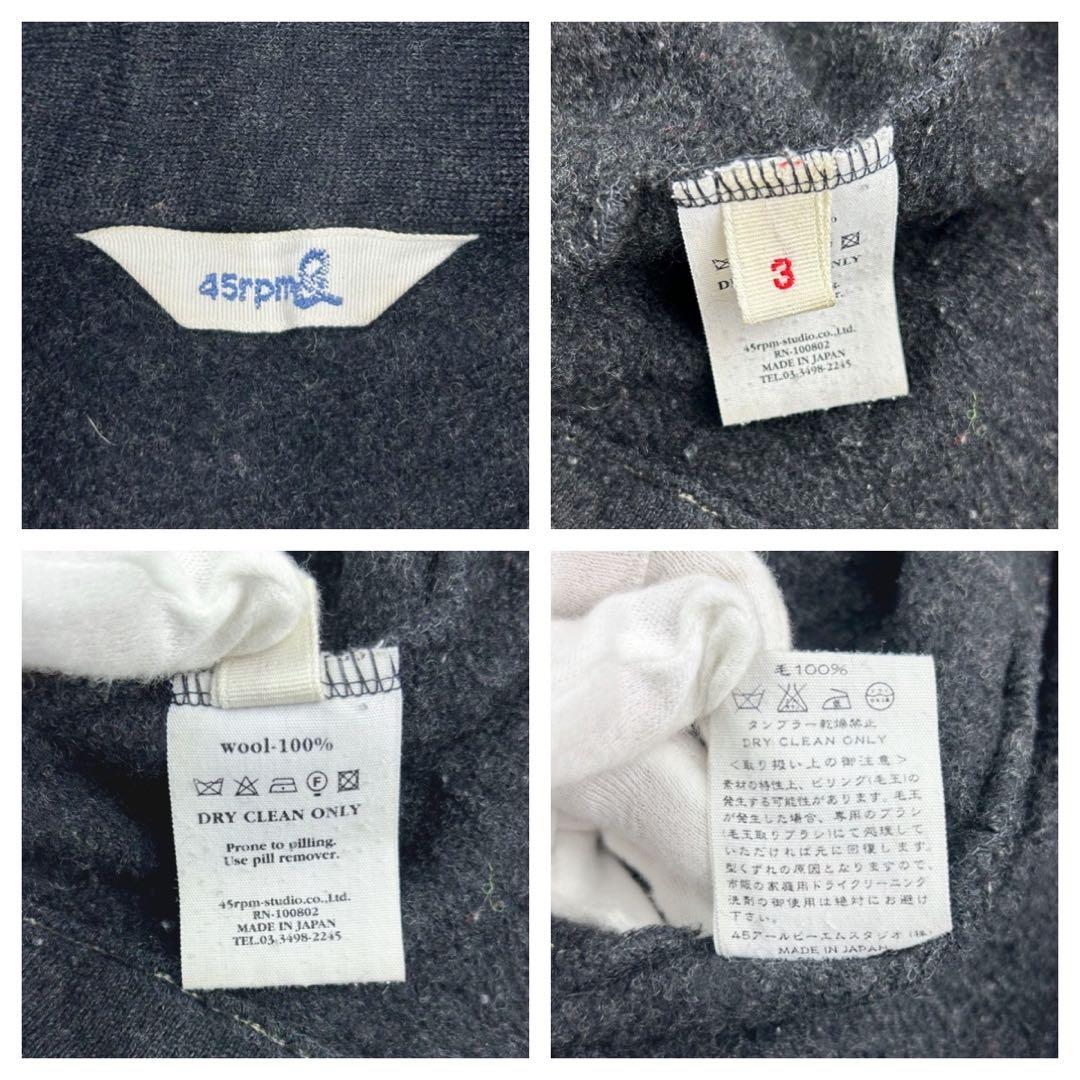 45rpm
3
NLY
45rpm-studio.co.,Ltd.
RN-100802
MADE IN JAPAN
TEL.03.3498-2245
wool-100%
F
DRY CLEAN ONLY
Prone to pilling.
Use pill remover.
45rpm-studio.co.,Ltd.
RN-100802
MADE IN JAPAN
TEL.03.3498-2245
毛100%
タンブラー乾燥禁止
DRY CLEAN ONLY
<取り扱い上の御注意>
素材の特性上、ピリング(毛玉)の
発生する可能性があります。毛玉
が発生した場合、専用のブラシ
(毛玉取りブラシ)にて処理して
いただければ元に回復します。
型くずれの原因となりますので、
市販の家庭用ドライクリーニング
洗剤の御使用は絶対にお避け
下さい。
45アールピーエムスタジオ(株)
MADE IN JAPAN